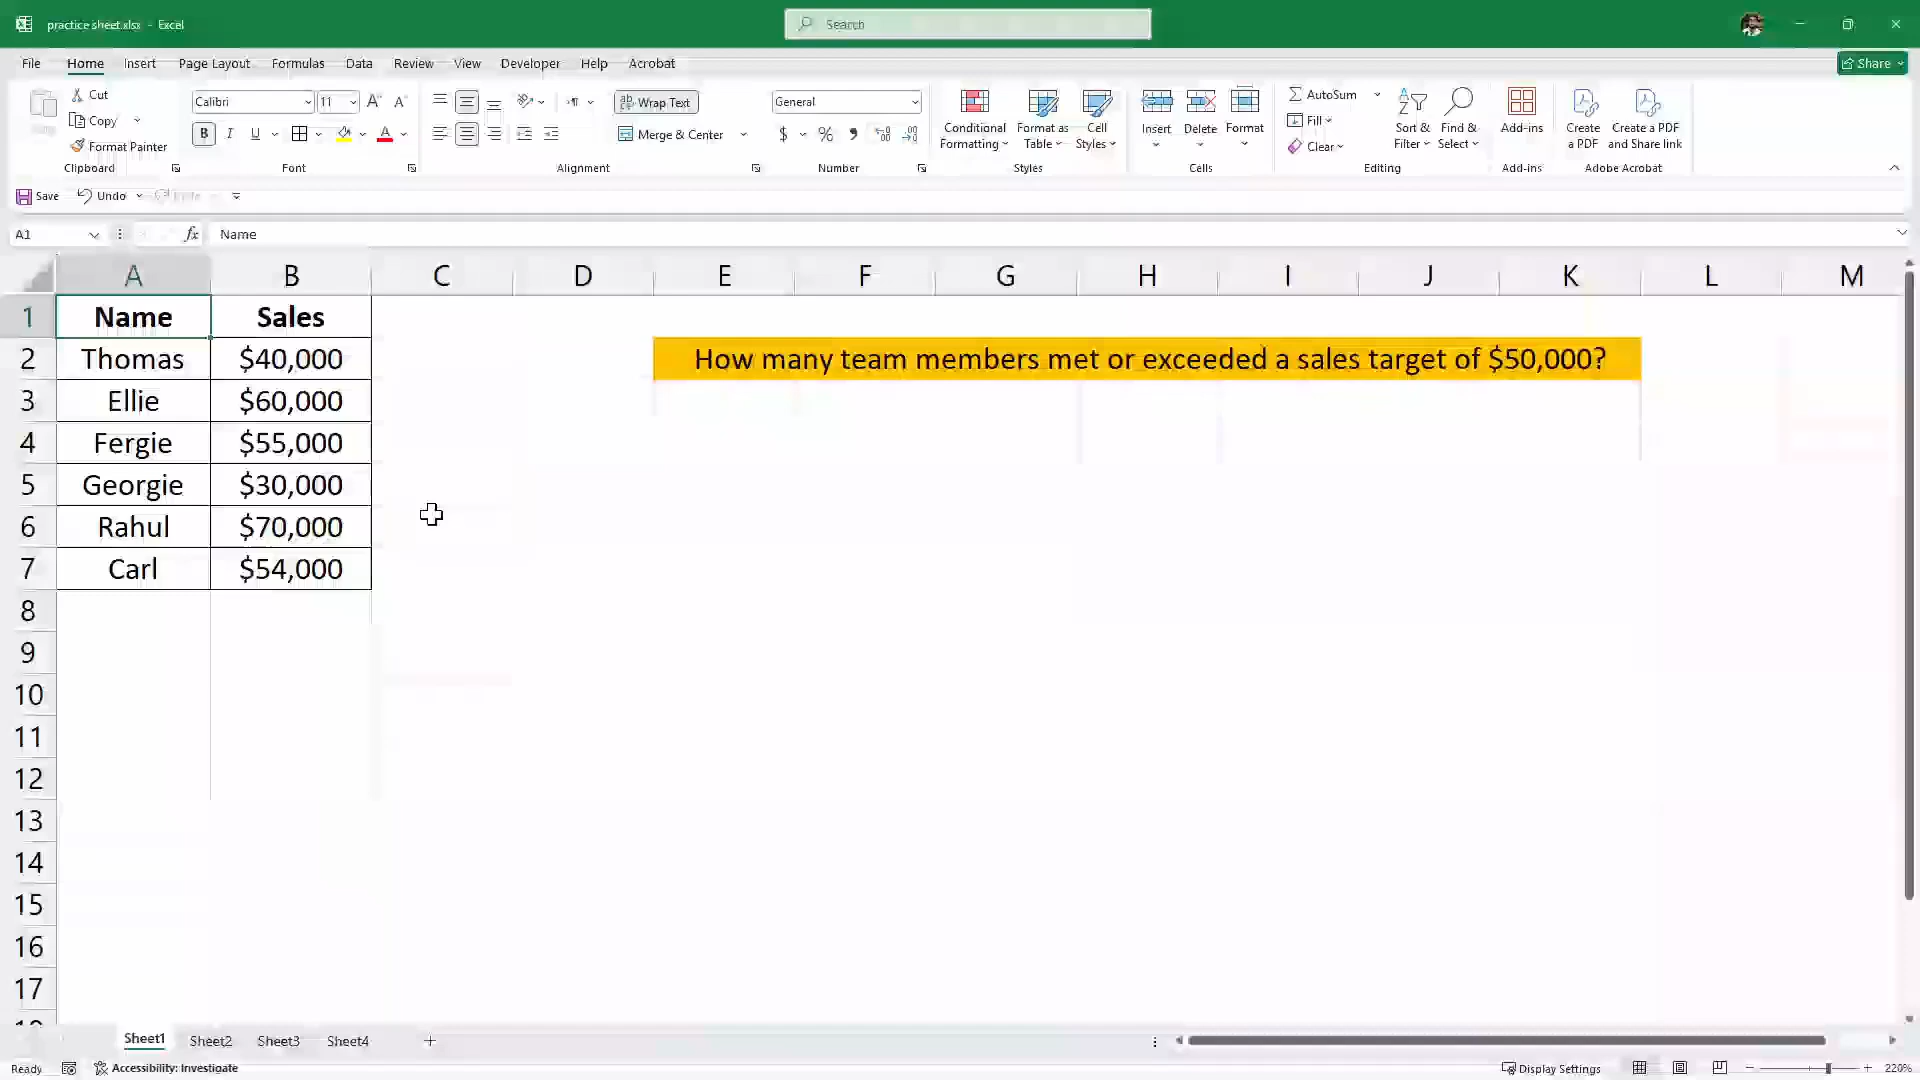 practice sheet.xlsx - Excel
Search
File Home Insert Page Layout Formulas Data Review View Developer Help Acrobat
Share
Cut
Copy
Format Painter
Clipboard
Calibri 11
B I U
Font
Wrap Text
Merge & Center
Alignment
General
$ % 9
Number
Conditional Formatting
Format as Table
Cell Styles
Styles
Insert
Delete
Format
Cells
AutoSum
Fill
Clear
Sort & Filter
Find & Select
Editing
Add-ins
Add-ins
Create a PDF
Create a PDF and Share link
Adobe Acrobat
Save Undo
A1 fx Name
A B C D E F G H I J K L M
1 Name Sales
2 Thomas $40,000 How many team members met or exceeded a sales target of $50,000?
3 Ellie $60,000
4 Fergie $55,000
5 Georgie $30,000
6 Rahul $70,000
7 Carl $54,000
8
9
10
11
12
13
14
15
16
17
Sheet1 Sheet2 Sheet3 Sheet4 +
Ready Accessibility: Investigate Display Settings 220%